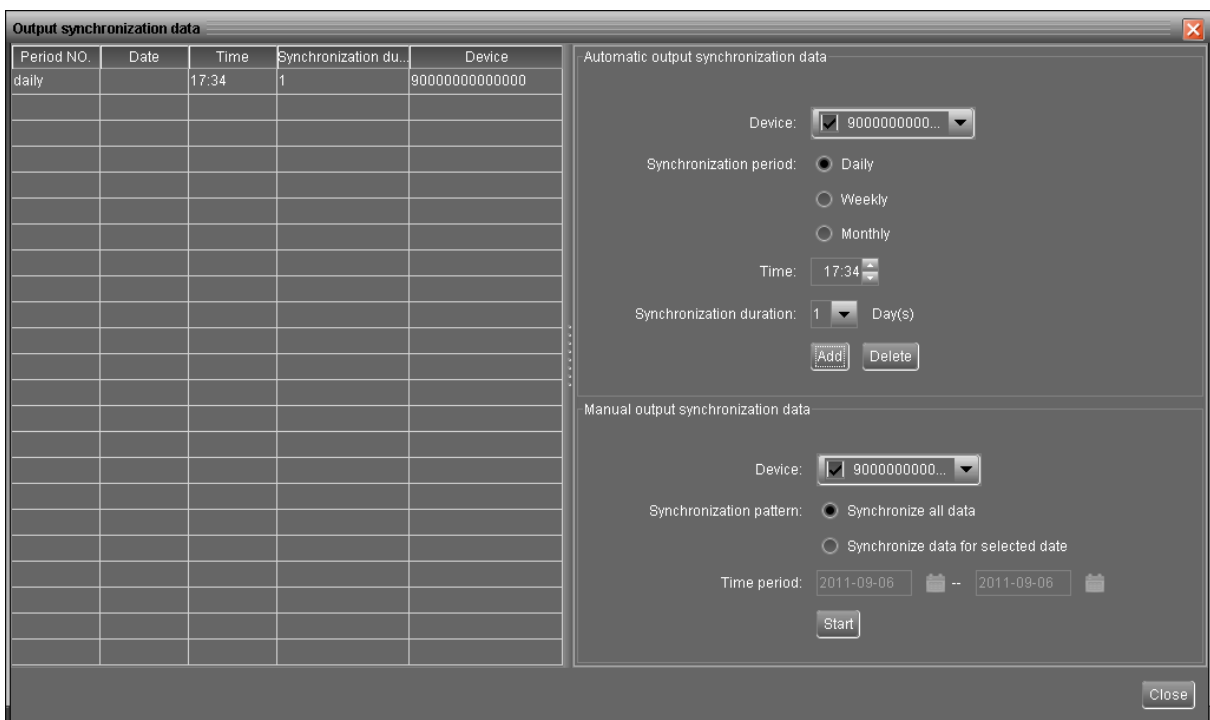 Output synchronization data
Period NO. Date Time Synchronization du... Device
daily 17:34 1 90000000000000
Automatic output synchronization data
Device: 9000000000...
Synchronization period: Daily
Weekly
Monthly
Time: 17:34
Synchronization duration: 1 Day(s)
Add Delete
Manual output synchronization data
Device: 9000000000...
Synchronization pattern: Synchronize all data
Synchronize data for selected date
Time period: 2011-09-06 -- 2011-09-06
Start
Close